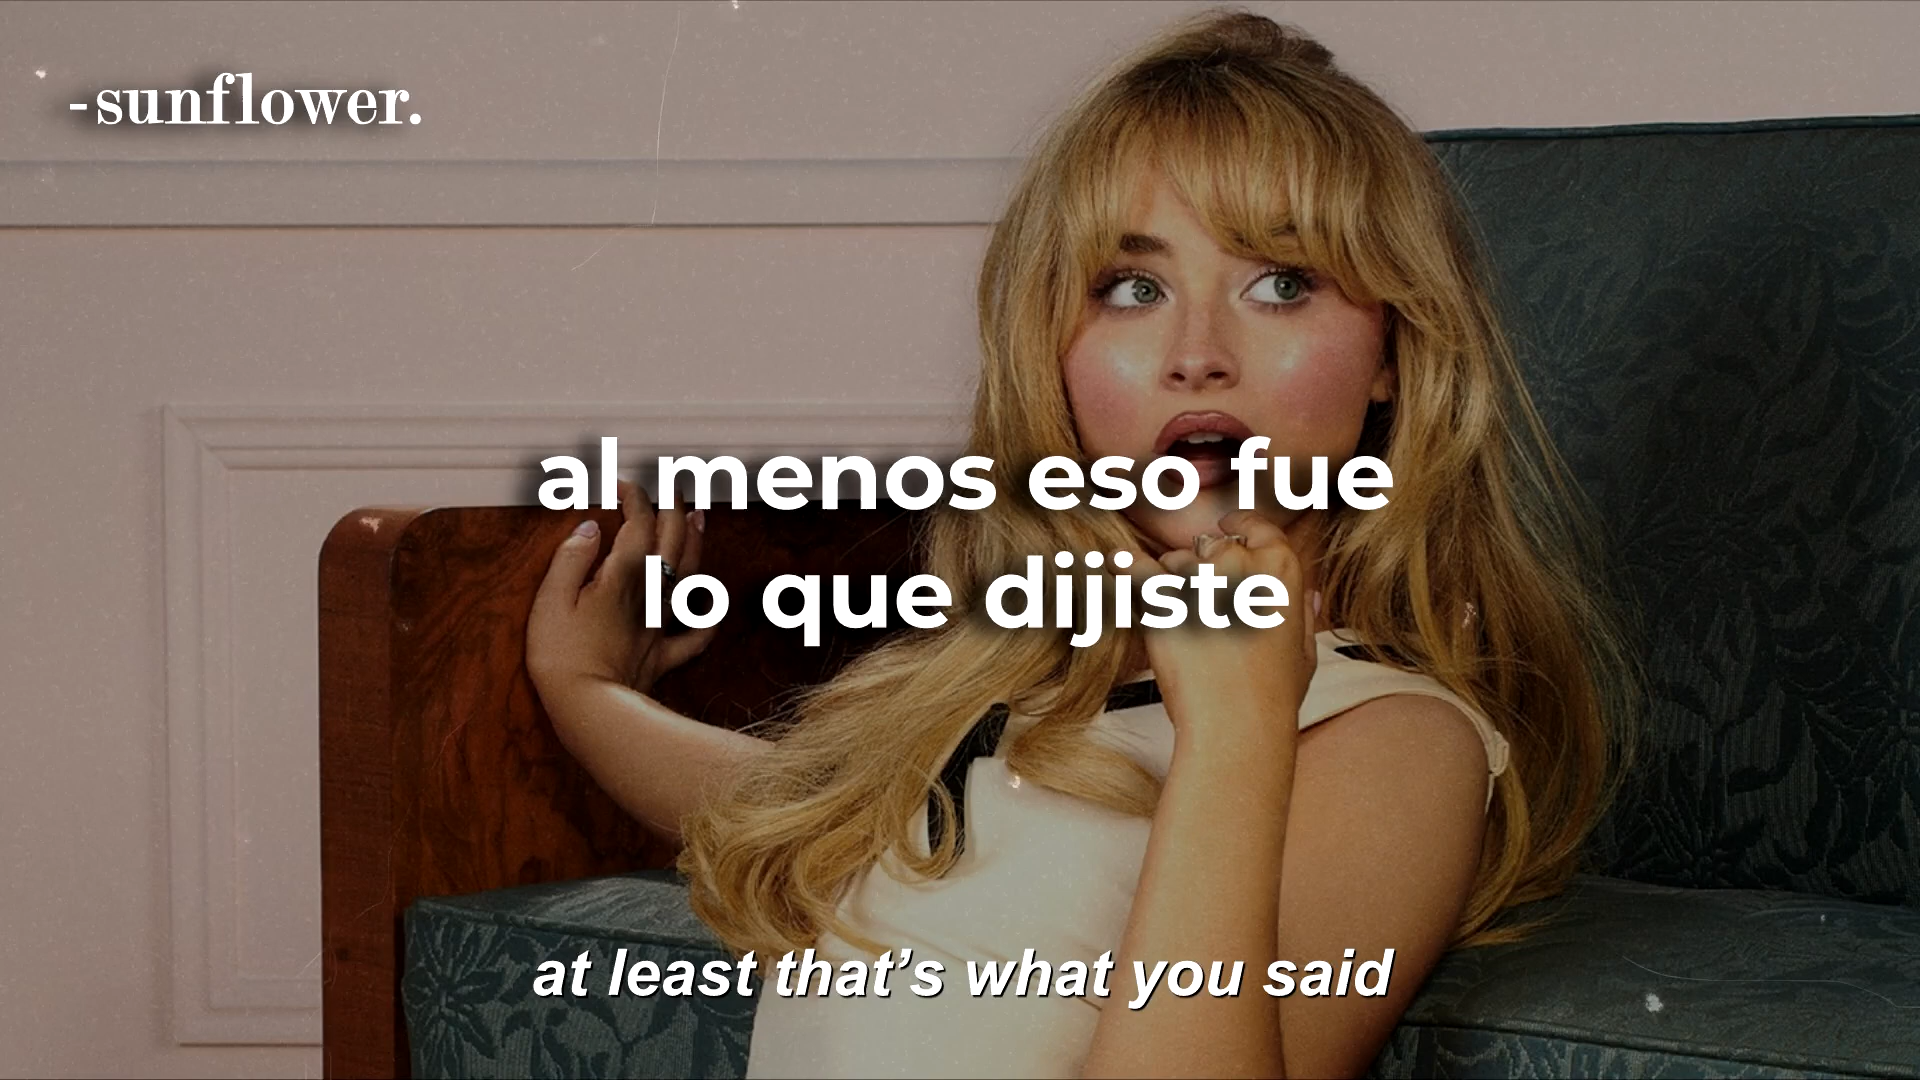 -sunflower.
al menos eso fue
lo que dijiste
at least that’s what you said